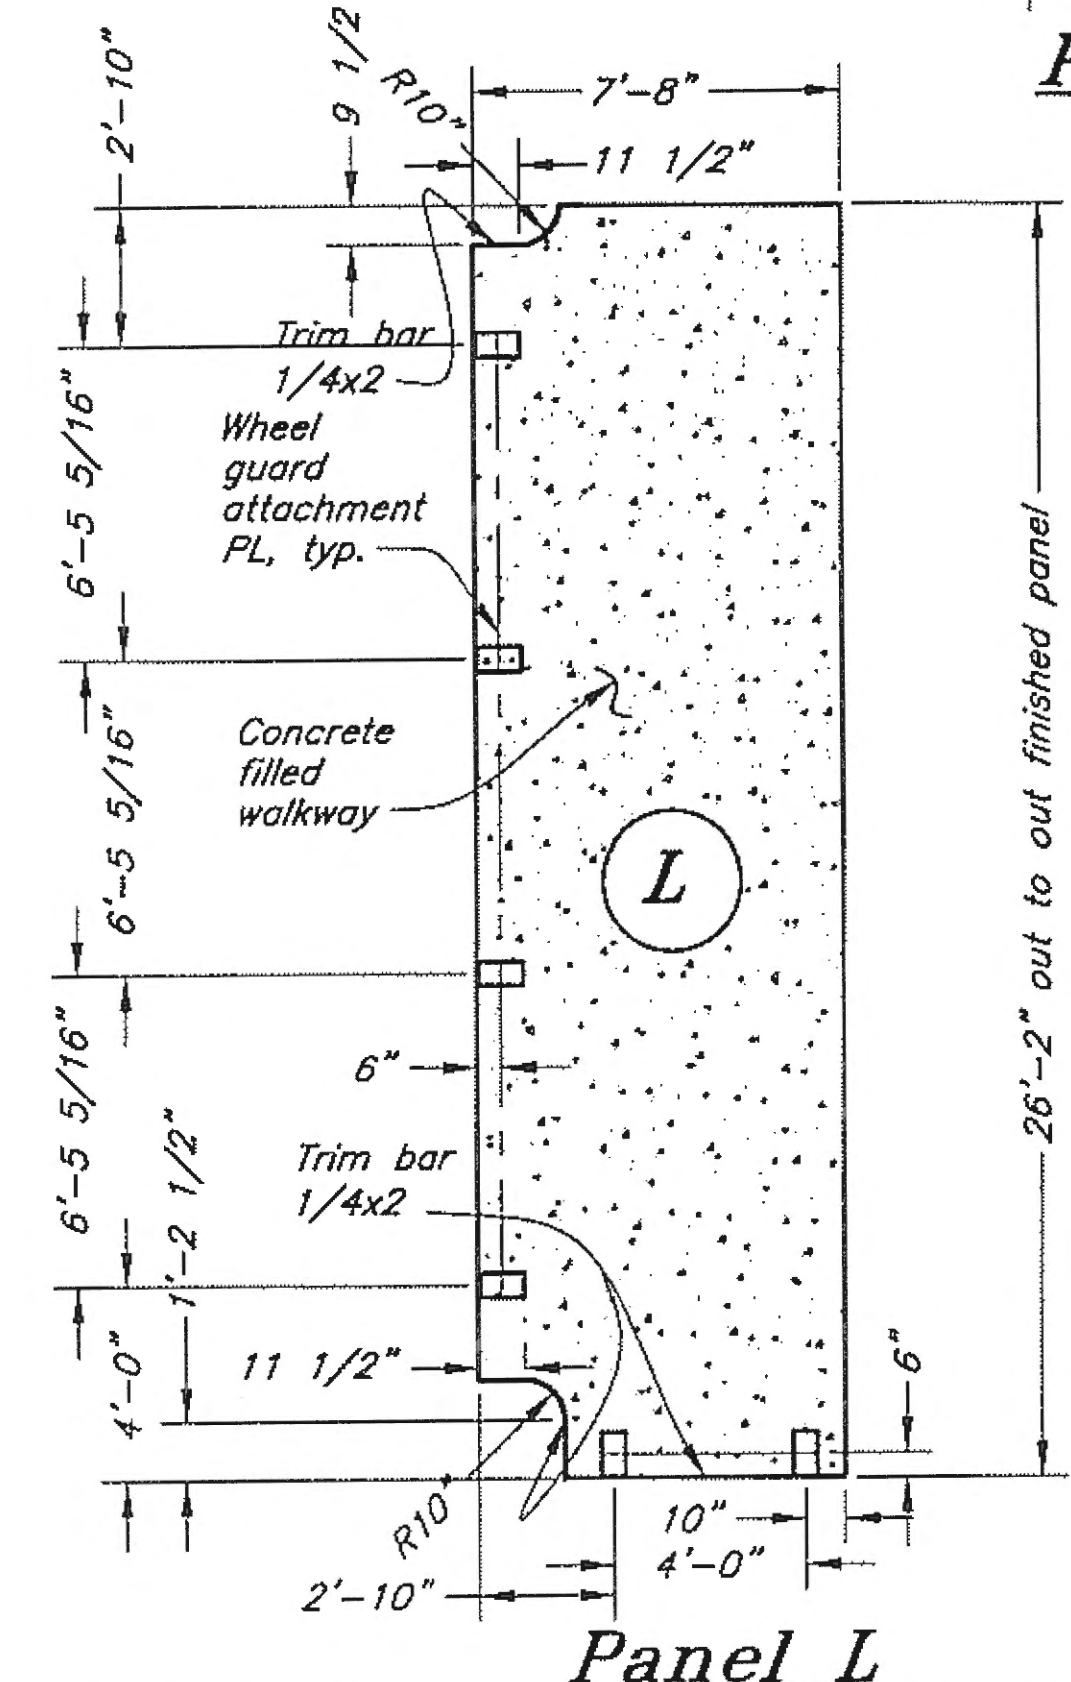 2'-10"
9 1/2
R10"
7'-8"
11 1/2"
Trim bar
1/4x2
6'-5 5/16"
Wheel
guard
attachment
PL, typ.
6'-5 5/16"
Concrete
filled
walkway
L
26'-2" out to out finished panel
6'-5 5/16"
6"
1'-2 1/2"
Trim bar
1/4x2
4'-0"
11 1/2"
6"
R10"
10"
4'-0"
2'-10"
Panel L